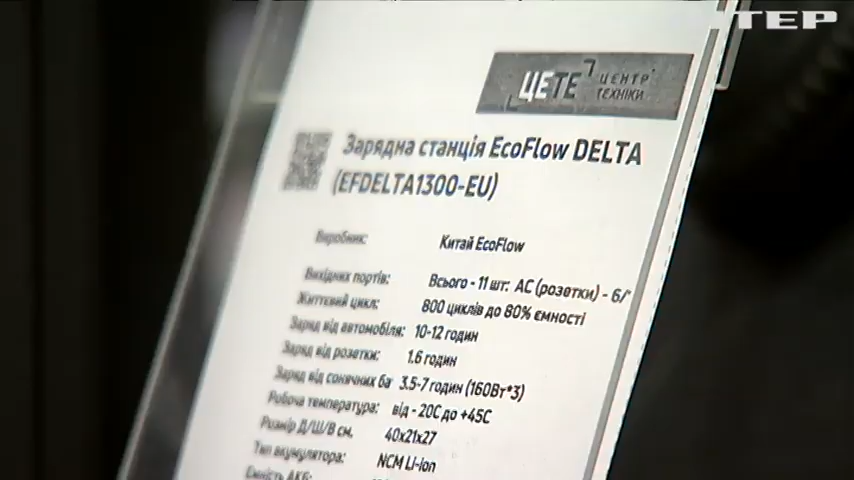 ІНТЕР
ЦЕТЕ ЦЕНТР ТЕХНІКИ
Зарядна станція EcoFlow DELTA
(EFDELTA1300-EU)
Виробник: Китай EcoFlow
Вихідних портів: Всього - 11 шт: AC (розетки) - 6/
Життєвий цикл: 800 циклів до 80% ємності
Заряд від автомобіля: 10-12 годин
Заряд від розетки: 1.6 годин
Заряд від сонячних ба 3.5-7 годин (160Вт*3)
Робоча температура: від - 20С до +45С
Розмір Д/Ш/В см. 40x21x27
Тип акумулятора: NCM Li-ion
Ємність АКБ: